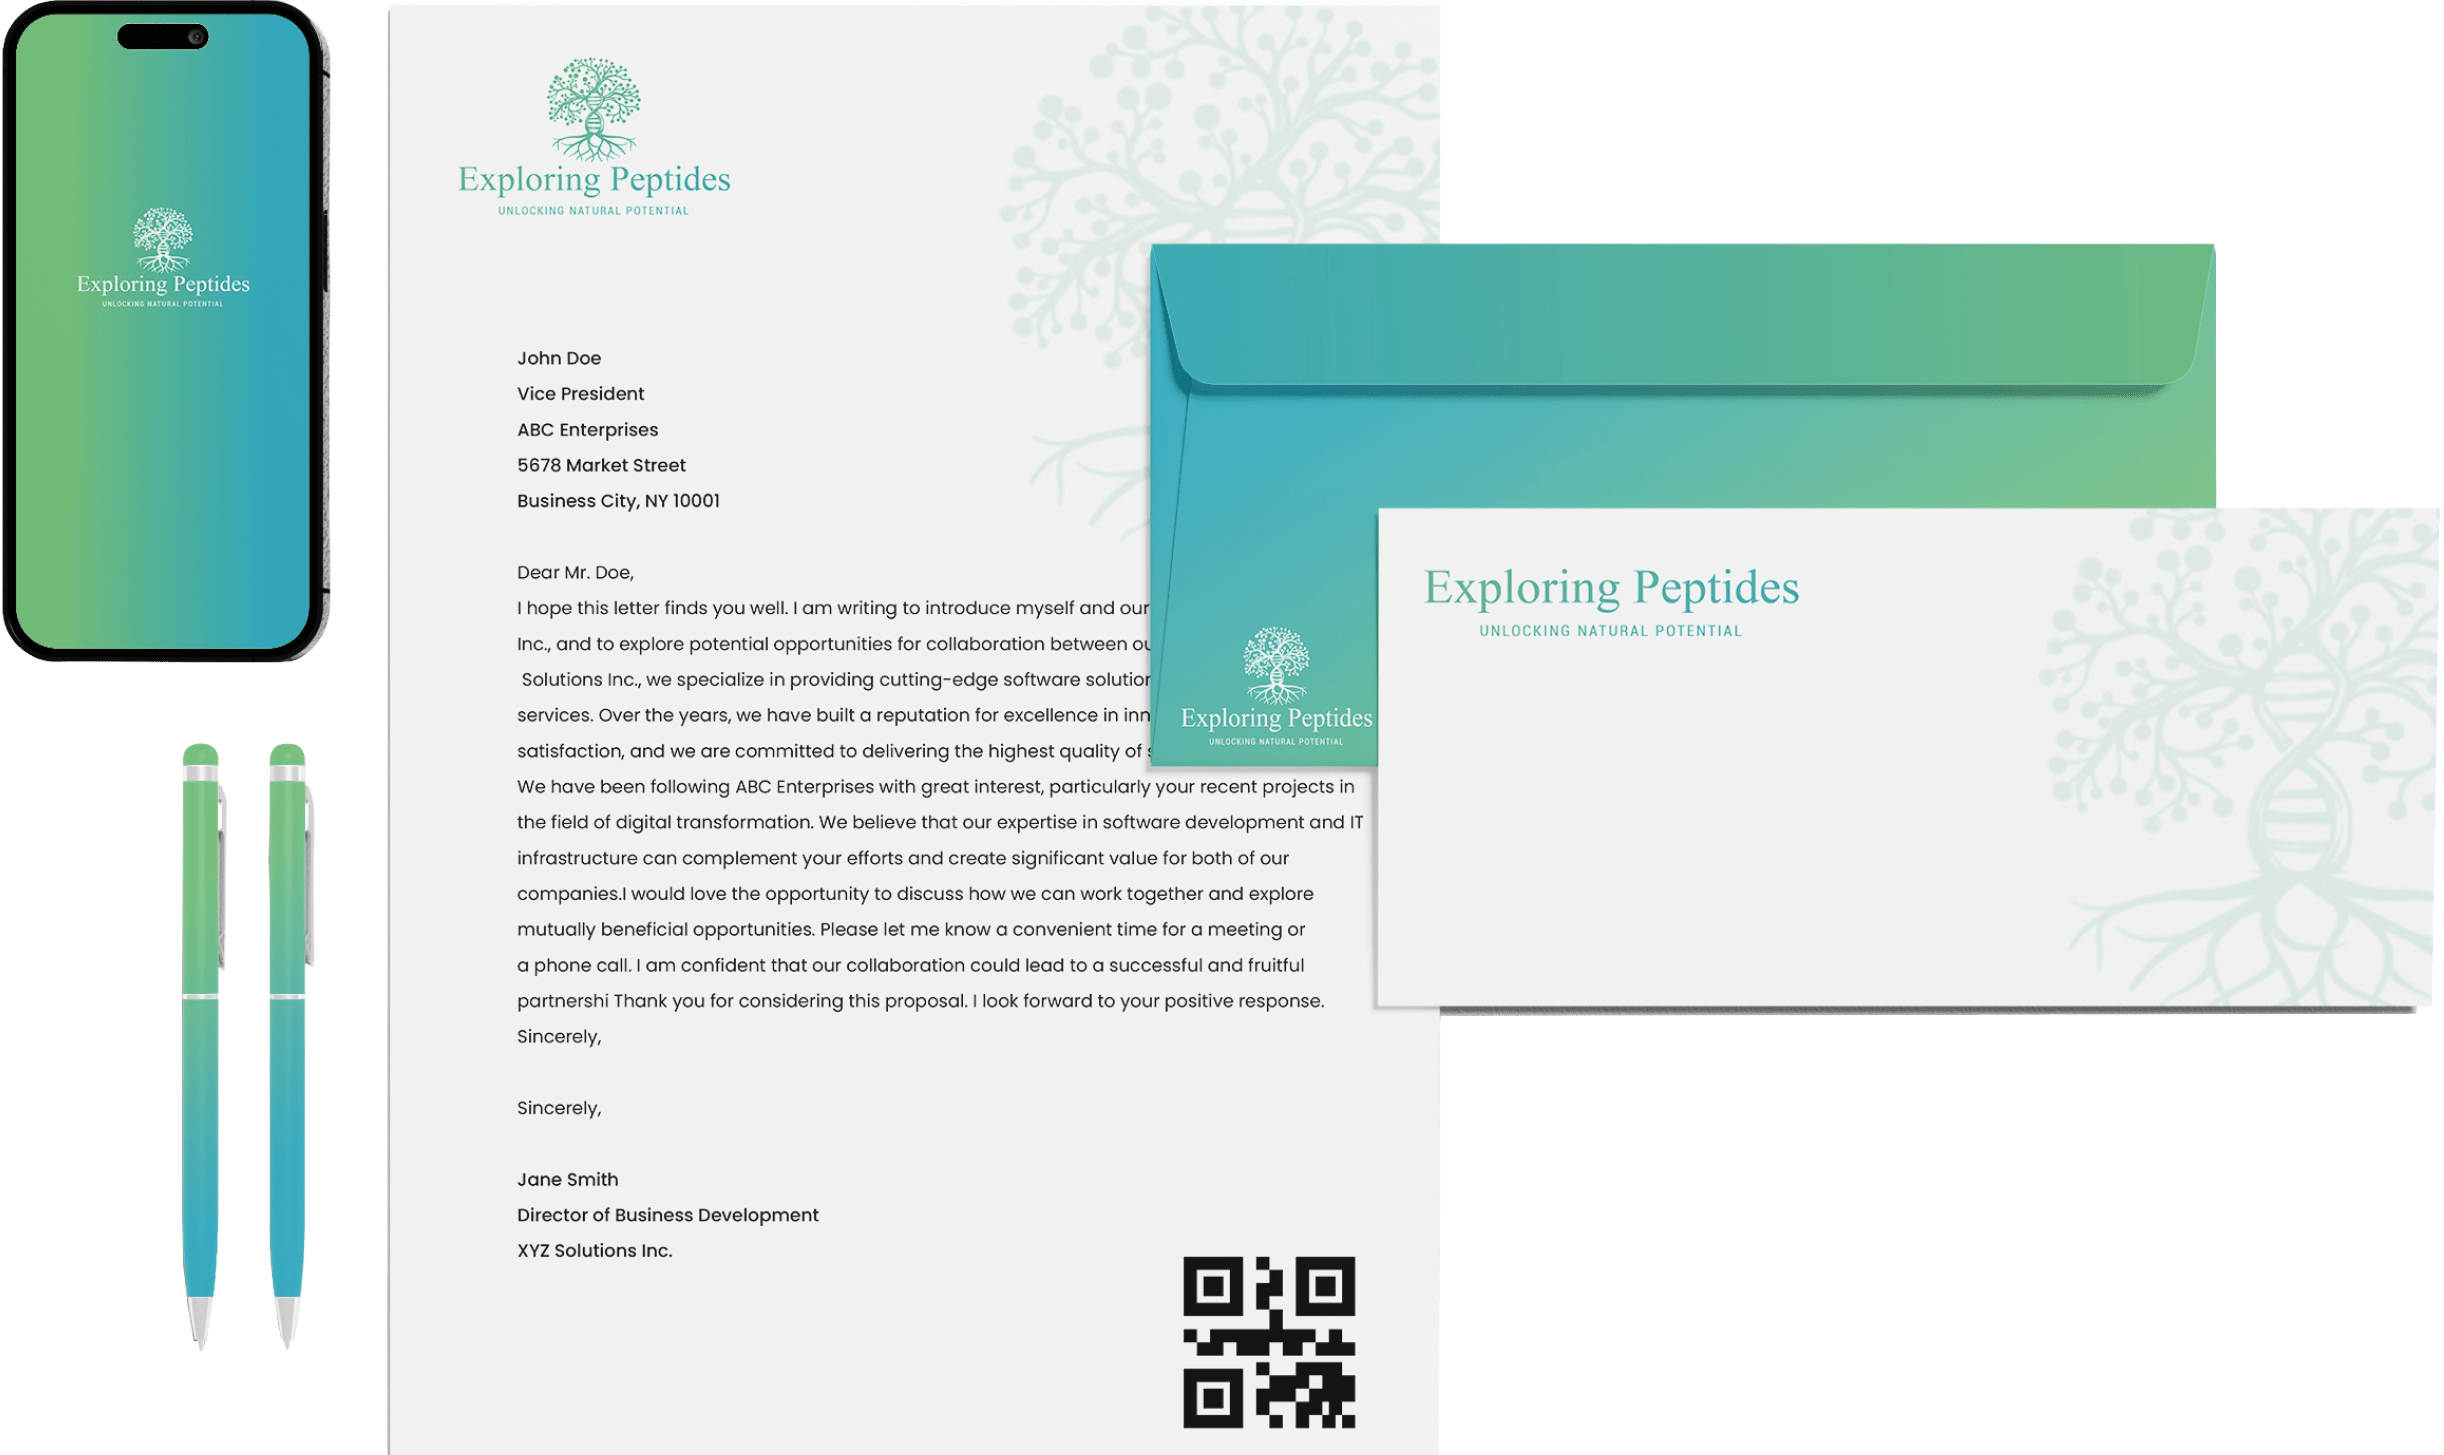 Exploring Peptides
UNLOCKING NATURAL POTENTIAL
Exploring Peptides
UNLOCKING NATURAL POTENTIAL
John Doe
Vice President
ABC Enterprises
5678 Market Street
Business City, NY 10001
Dear Mr. Doe,
I hope this letter finds you well. I am writing to introduce myself and our
Inc., and to explore potential opportunities for collaboration between
Solutions Inc., we specialize in providing cutting-edge software
services. Over the years, we have built a reputation for excellence in
satisfaction, and we are committed to delivering the highest quality of
We have been following ABC Enterprises with great interest, particularly your recent projects in
the field of digital transformation. We believe that our expertise in software development and IT
infrastructure can complement your efforts and create significant value for both of our
companies.I would love the opportunity to discuss how we can work together and explore
mutually beneficial opportunities. Please let me know a convenient time for a meeting or
a phone call. I am confident that our collaboration could lead to a successful and fruitful
partnershi Thank you for considering this proposal. I look forward to your positive response.
Sincerely,
Sincerely,
Jane Smith
Director of Business Development
XYZ Solutions Inc.
Exploring Peptides
UNLOCKING NATURAL POTENTIAL
Exploring Peptides
UNLOCKING NATURAL POTENTIAL